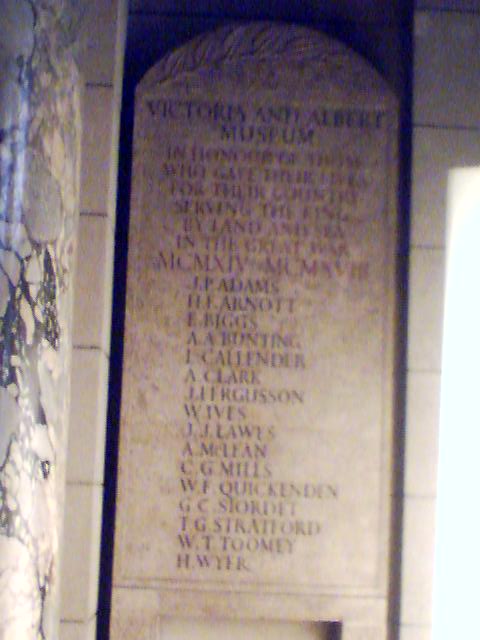 VICTORIA AND ALBERT
MUSEUM
IN HONOUR OF THOSE
WHO GAVE THEIR LIVES
FOR THEIR COUNTRY
SERVING THE KING
BY LAND AND SEA
IN THE GREAT WAR
MCMXIV MCMXVIII
J.P. ADAMS
H.F. ARNOTT
E. BIGGS
A.A BUNTING
CALLENDER
A. CLARK
J. FERGUSSON
W. IVES
J.J. LAWES
A. McLEAN
C.G. MILLS
W.F. QUICKENDEN
G.C. SIORDET
T.G. STRATFORD
W.T. TOOMEY
H. WYER